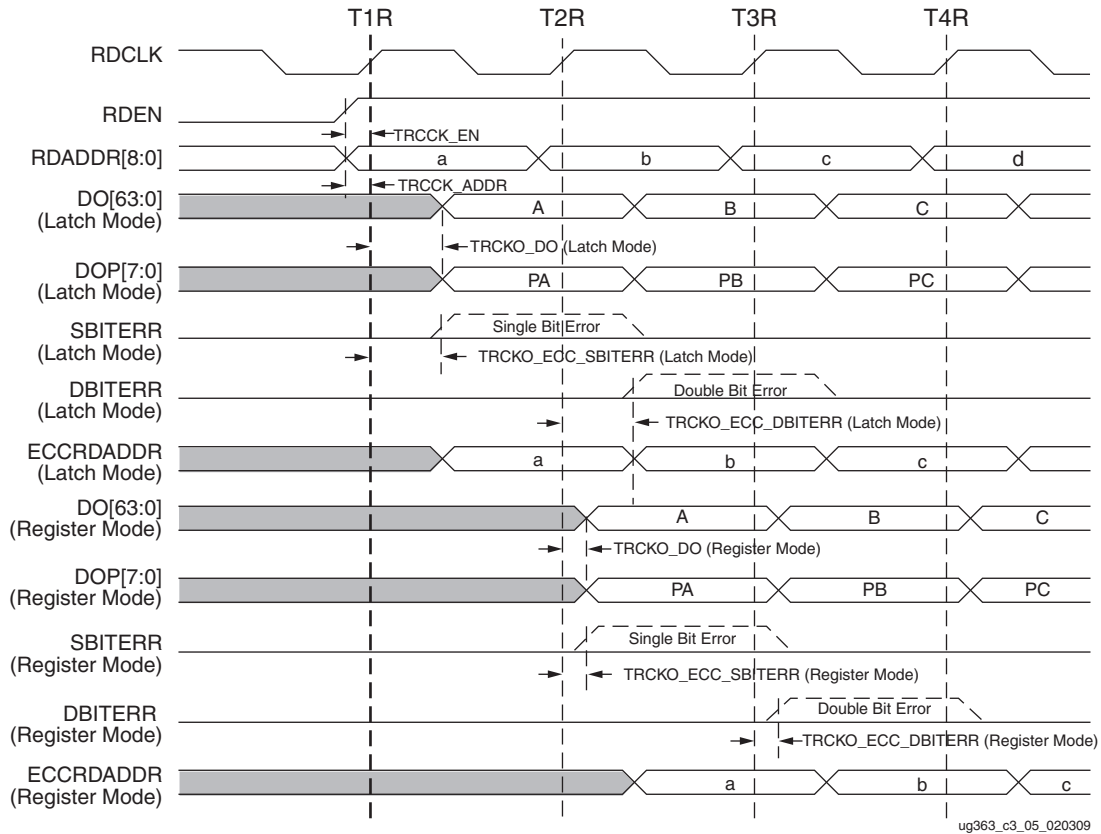 T1R T2R T3R T4R
RDCLK
RDEN
TRCCK_EN
RDADDR[8:0] a b c d
TRCCK_ADDR
DO[63:0]
(Latch Mode) A B C
TRCKO_DO (Latch Mode)
DOP[7:0]
(Latch Mode) PA PB PC
SBITERR
(Latch Mode) Single Bit Error
TRCKO_ECC_SBITERR (Latch Mode)
DBITERR
(Latch Mode) Double Bit Error
TRCKO_ECC_DBITERR (Latch Mode)
ECCRDADDR
(Latch Mode) a b c
DO[63:0]
(Register Mode) A B C
TRCKO_DO (Register Mode)
DOP[7:0]
(Register Mode) PA PB PC
SBITERR
(Register Mode) Single Bit Error
TRCKO_ECC_SBITERR (Register Mode)
DBITERR
(Register Mode) Double Bit Error
TRCKO_ECC_DBITERR (Register Mode)
ECCRDADDR
(Register Mode) a b c
ug363_c3_05_020309